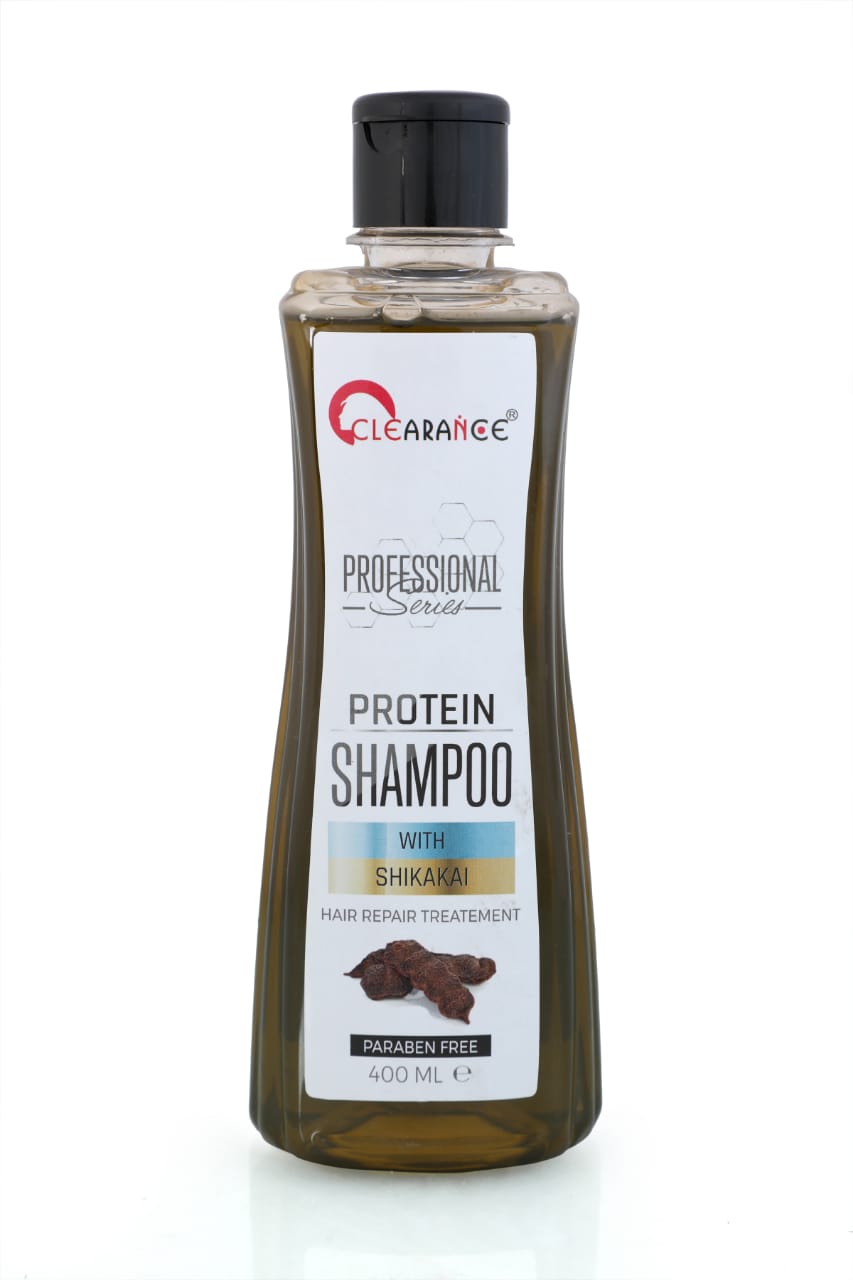 CLEARANCE®
PROFESSIONAL
Series
PROTEIN
SHAMPOO
WITH
SHIKAKAI
HAIR REPAIR TREATEMENT
PARABEN FREE
400 ML ℮